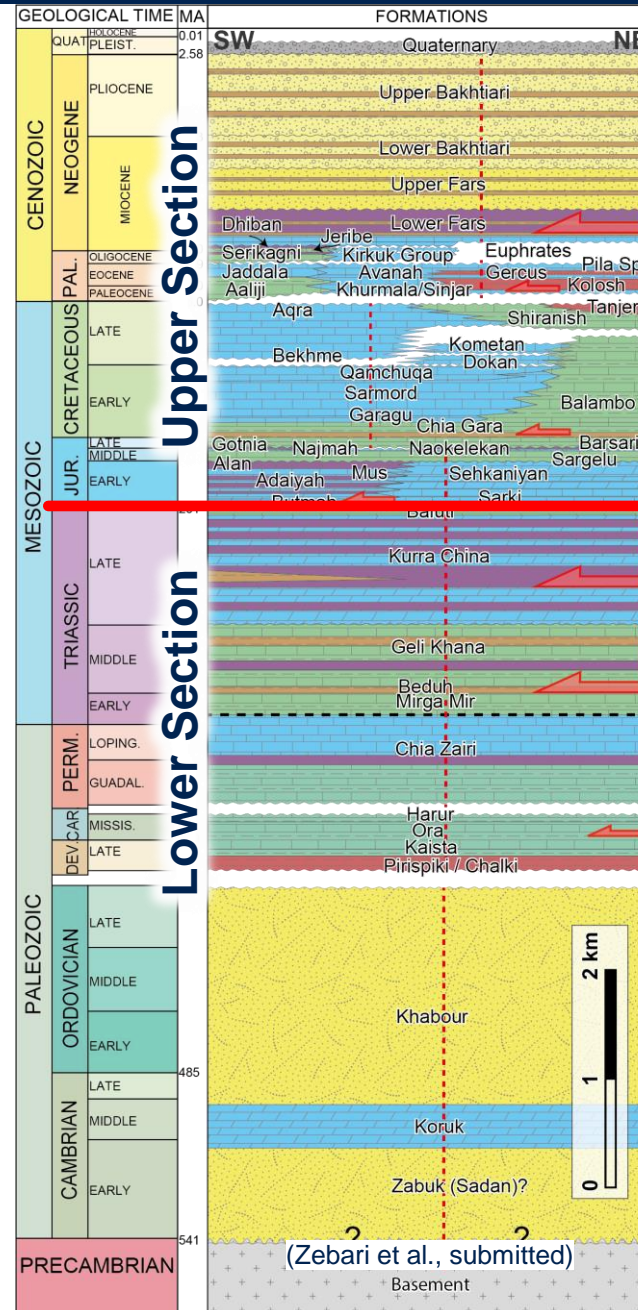 GEOLOGICAL TIME MA FORMATIONS
HOLOCENE 0.01 SW Quaternary NE
QUAT PLEIST.
2.58
PLIOCENE Upper Bakhtiari
Lower Bakhtiari
CENOZOIC NEOGENE MIOCENE Upper Fars
Dhiban Lower Fars
Jeribe
OLIGOCENE Serikagni Kirkuk Group Euphrates
PAL. EOCENE Jaddala Avanah Gercus Pila Sp
PALEOCENE Aaliji Khurmala/Sinjar Kolosh
Aqra Tanjer
Shiranish
Upper Section
CRETACEOUS LATE Kometan
Bekhme Dokan
Qamchuqa
EARLY Sarmord
Garagu Balambo
Chia Gara
LATE Gotnia Najmah Naokelekan Barsari
MIDDLE Sargelu
JUR. EARLY Alan Mus Sehkaniyan
Adaiyah
Sarki
MESOZOIC
Baluti
LATE Kurra China
TRIASSIC MIDDLE Geli Khana
Beduh
EARLY Mirga Mir
Lower Section
PERM. LOPING. Chia Zairi
GUADAL.
CAR MISSIS. Harur
Ora
DEV. LATE Kaista
Pirispiki / Chalki
PALEOZOIC
ORDOVICIAN LATE
MIDDLE
Khabour
EARLY
485
CAMBRIAN LATE
MIDDLE Koruk
EARLY Zabuk (Sadan)?
0 1 2 km
? ?
541
PRECAMBRIAN (Zebari et al., submitted)
Basement